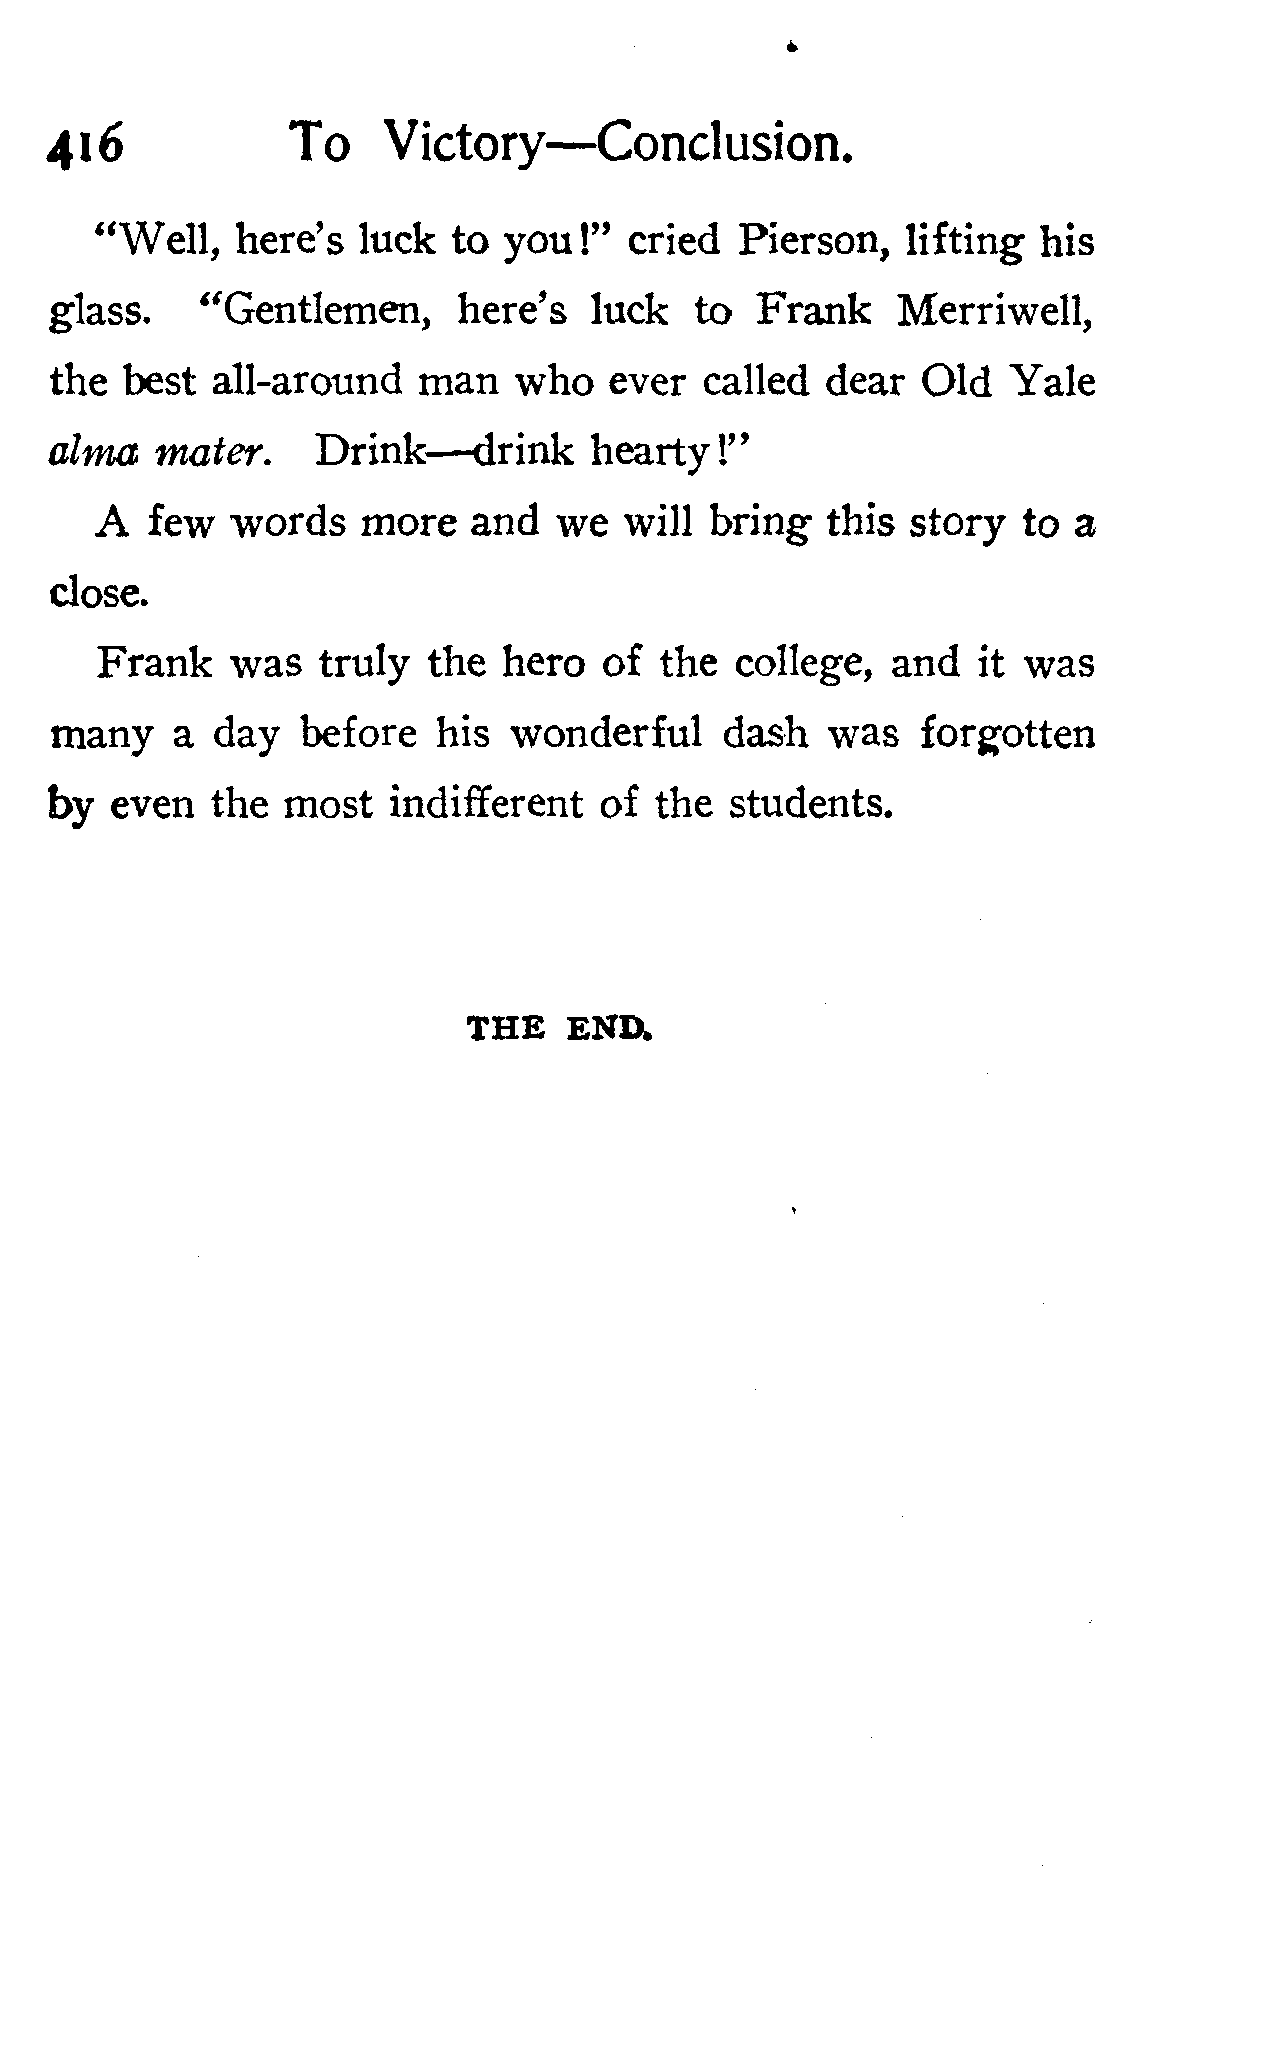 416 To Victory—Conclusion.
“Well, here’s luck to you!” cried Pierson, lifting his
glass. “Gentlemen, here’s luck to Frank Merriwell,
the best all-around man who ever called dear Old Yale
alma mater. Drink—drink hearty!”
A few words more and we will bring this story to a
close.
Frank was truly the hero of the college, and it was
many a day before his wonderful dash was forgotten
by even the most indifferent of the students.
THE END.